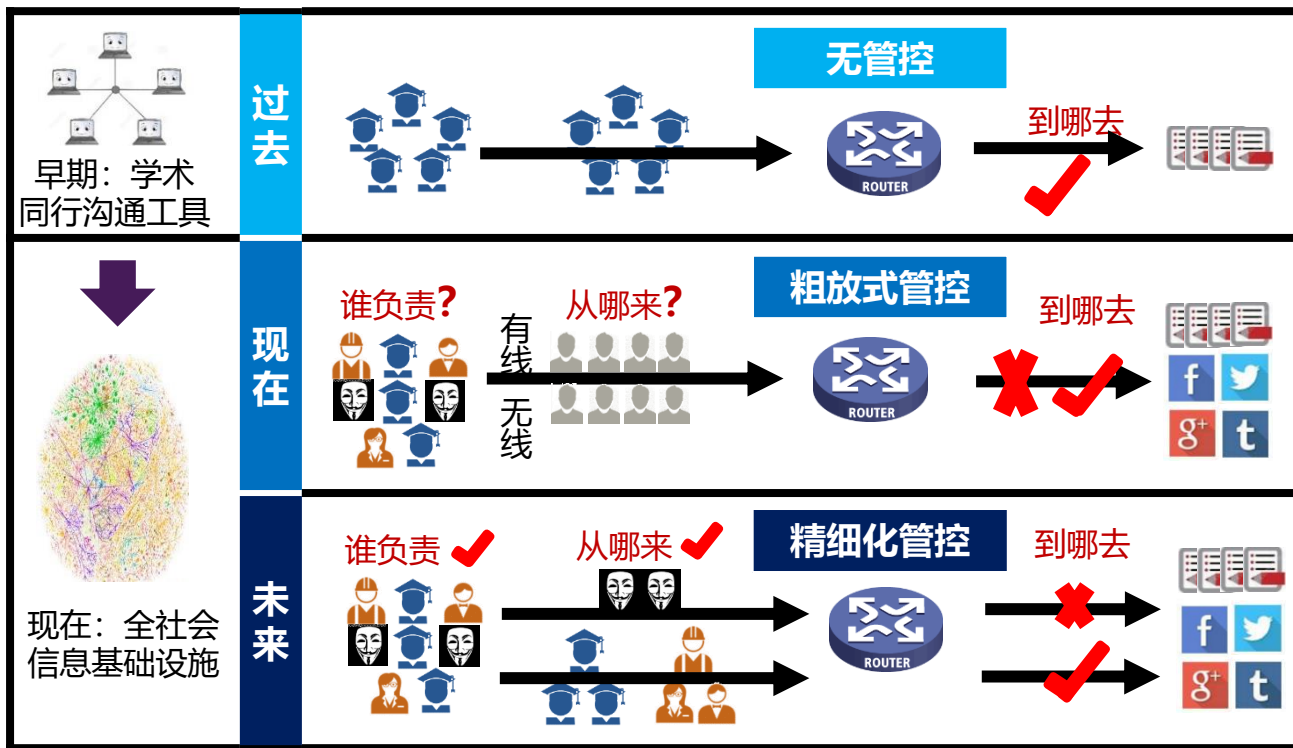 早期：学术
同行沟通工具
过去
无管控
ROUTER
到哪去
现在：全社会
信息基础设施
现在
谁负责？
有线
无线
从哪来？
粗放式管控
ROUTER
到哪去
f
g+
t
未来
谁负责
从哪来
精细化管控
ROUTER
到哪去
f
g+
t